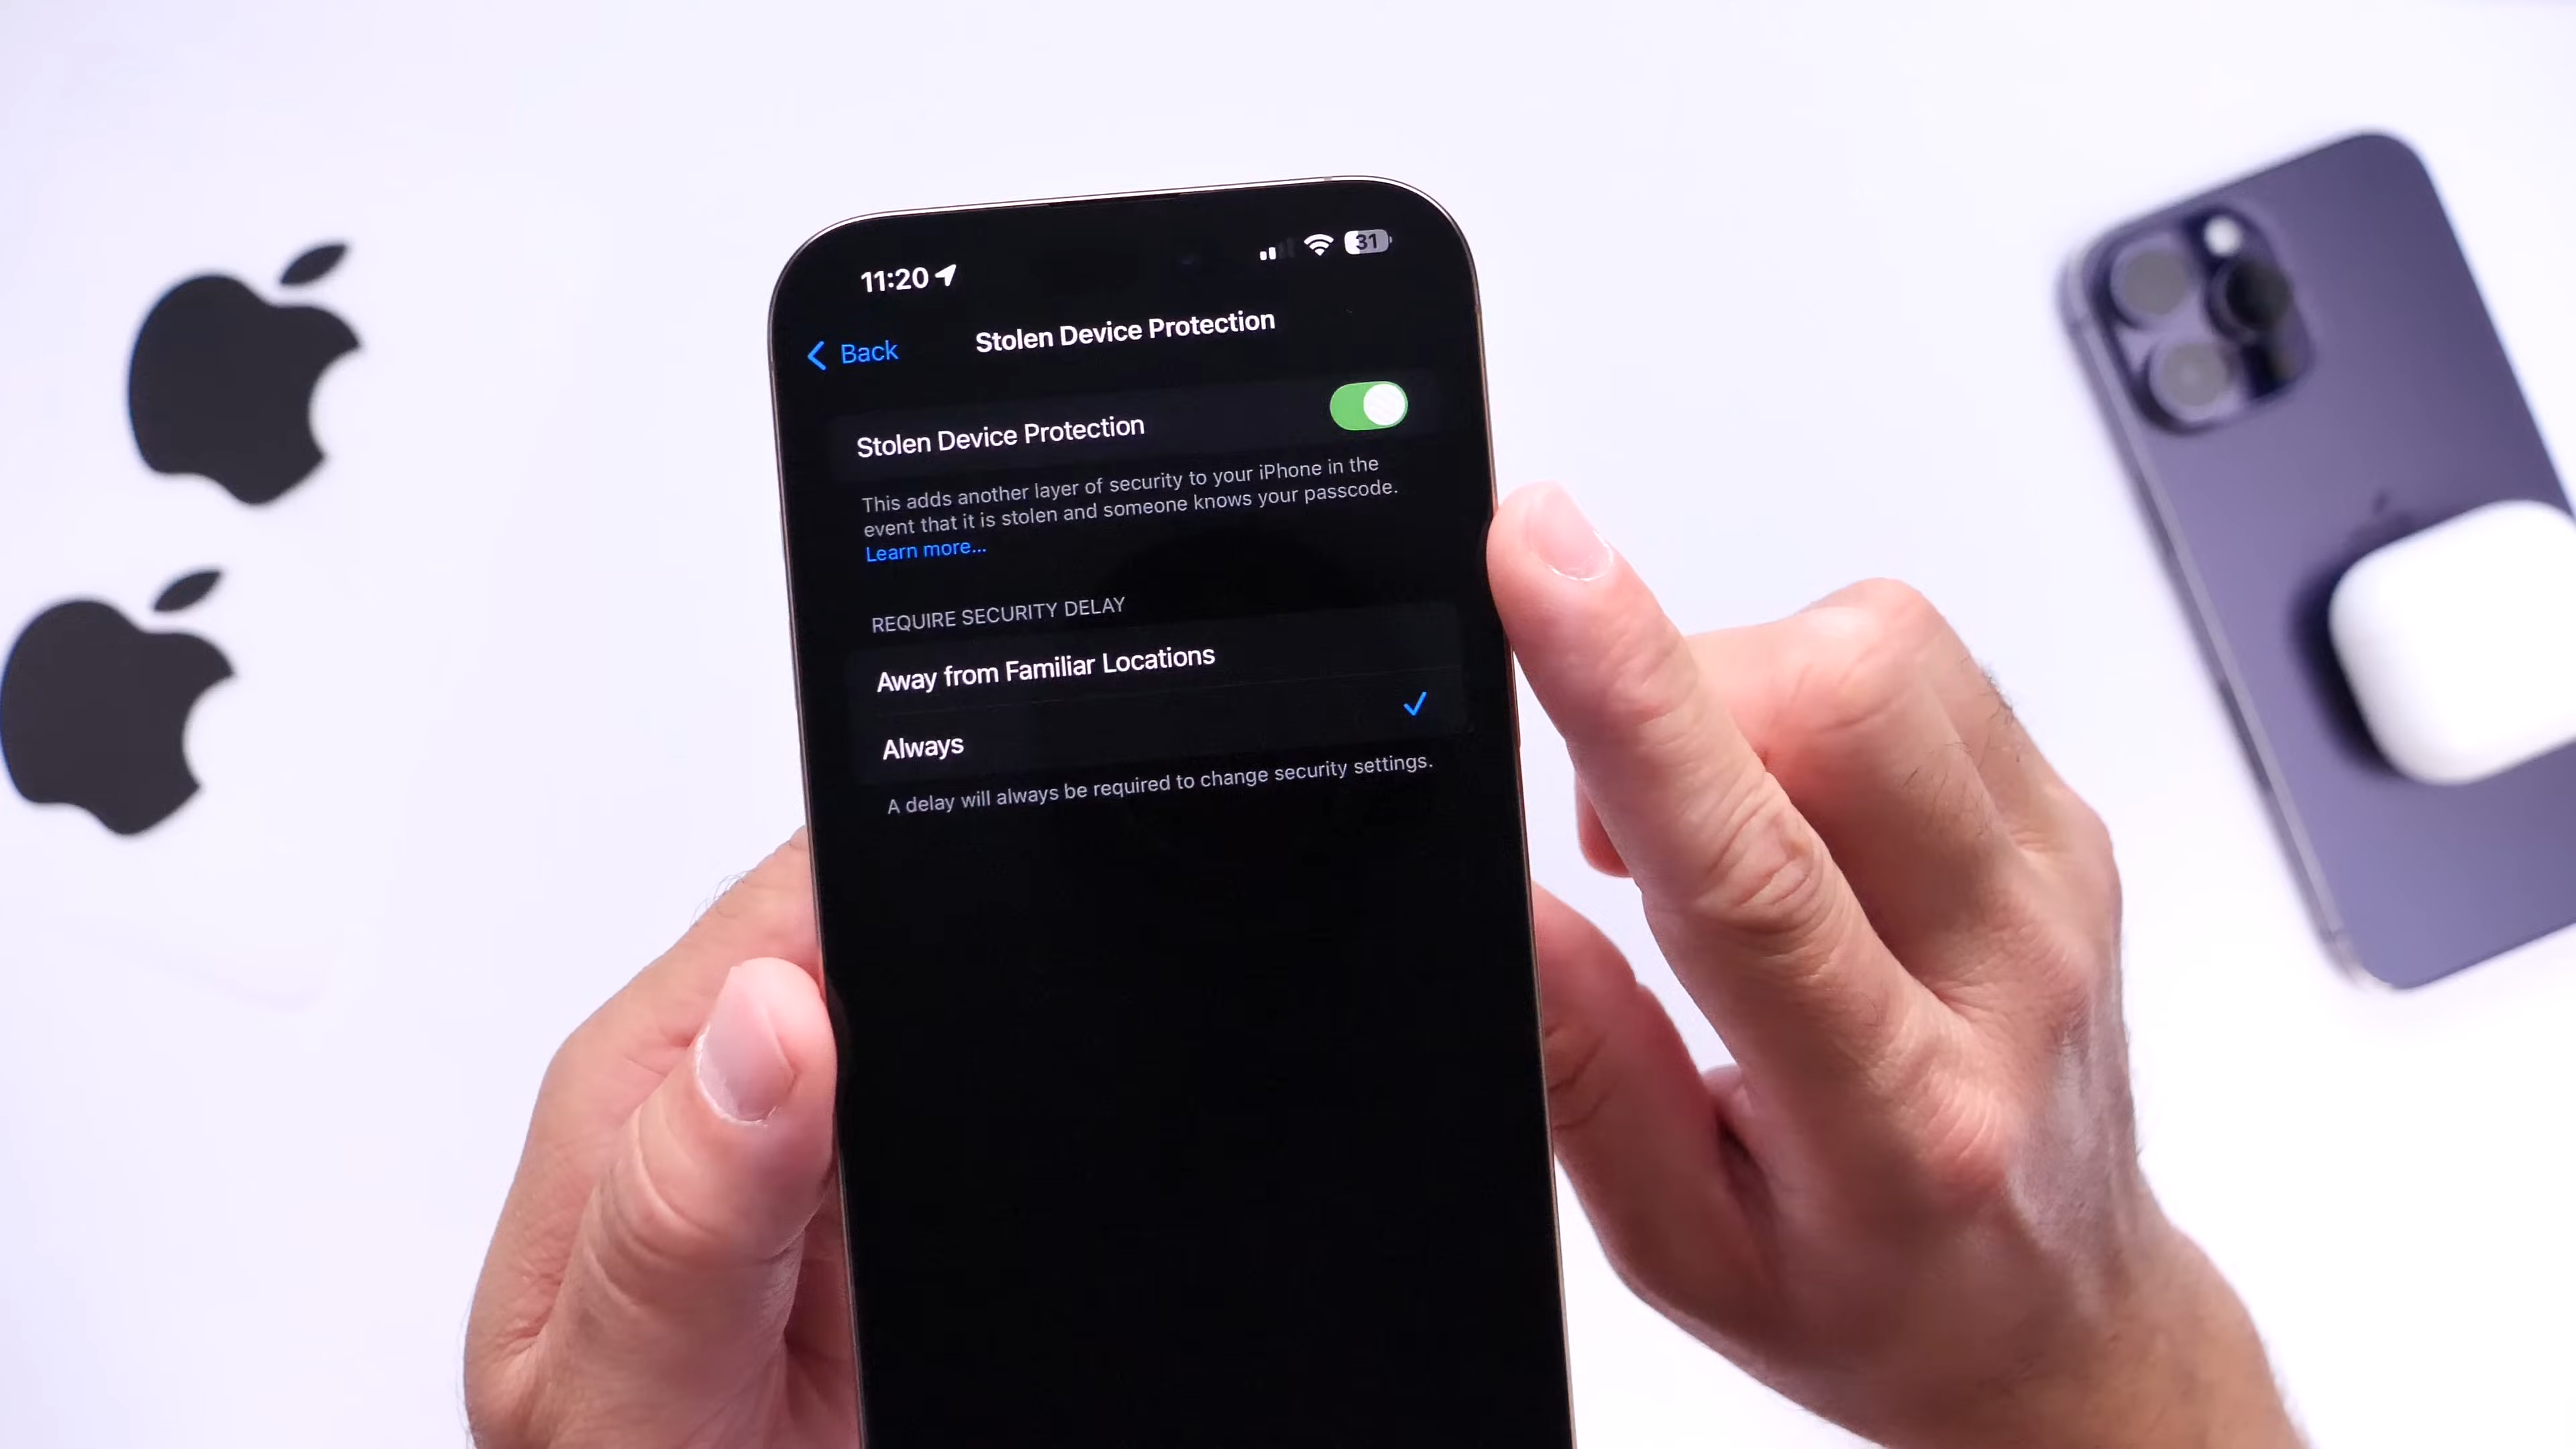 11:20
31
Back
Stolen Device Protection
Stolen Device Protection
This adds another layer of security to your iPhone in the
event that it is stolen and someone knows your passcode.
Learn more...
REQUIRE SECURITY DELAY
Away from Familiar Locations
Always
A delay will always be required to change security settings.